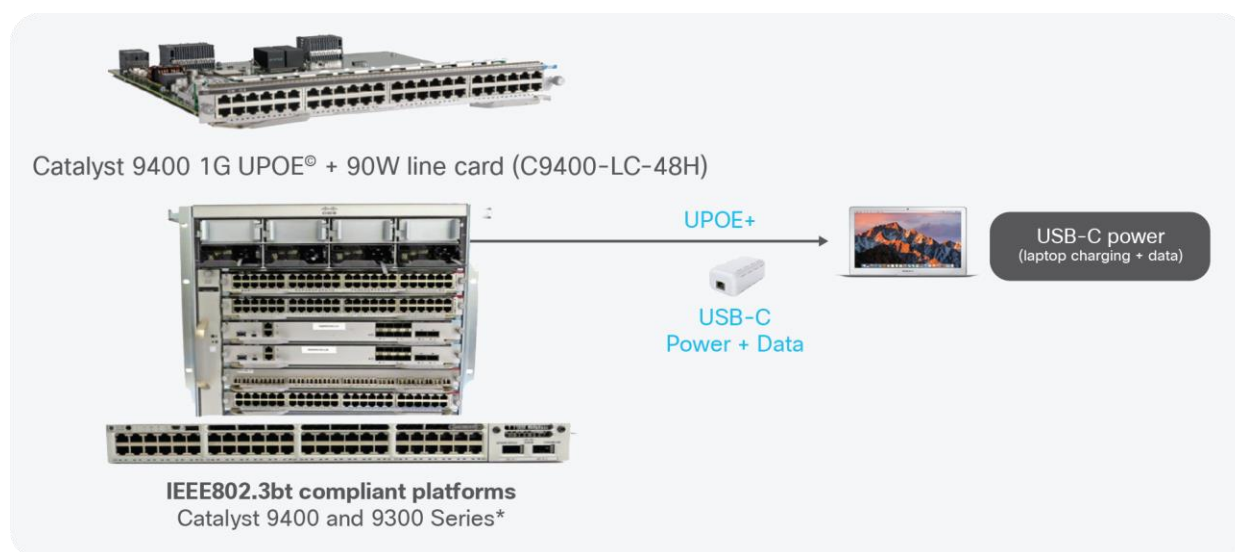 Catalyst 9400 1G UPOE© + 90W line card (C9400-LC-48H)
UPOE+
USB-C
Power + Data
USB-C power
(laptop charging + data)
IEEE802.3bt compliant platforms
Catalyst 9400 and 9300 Series*